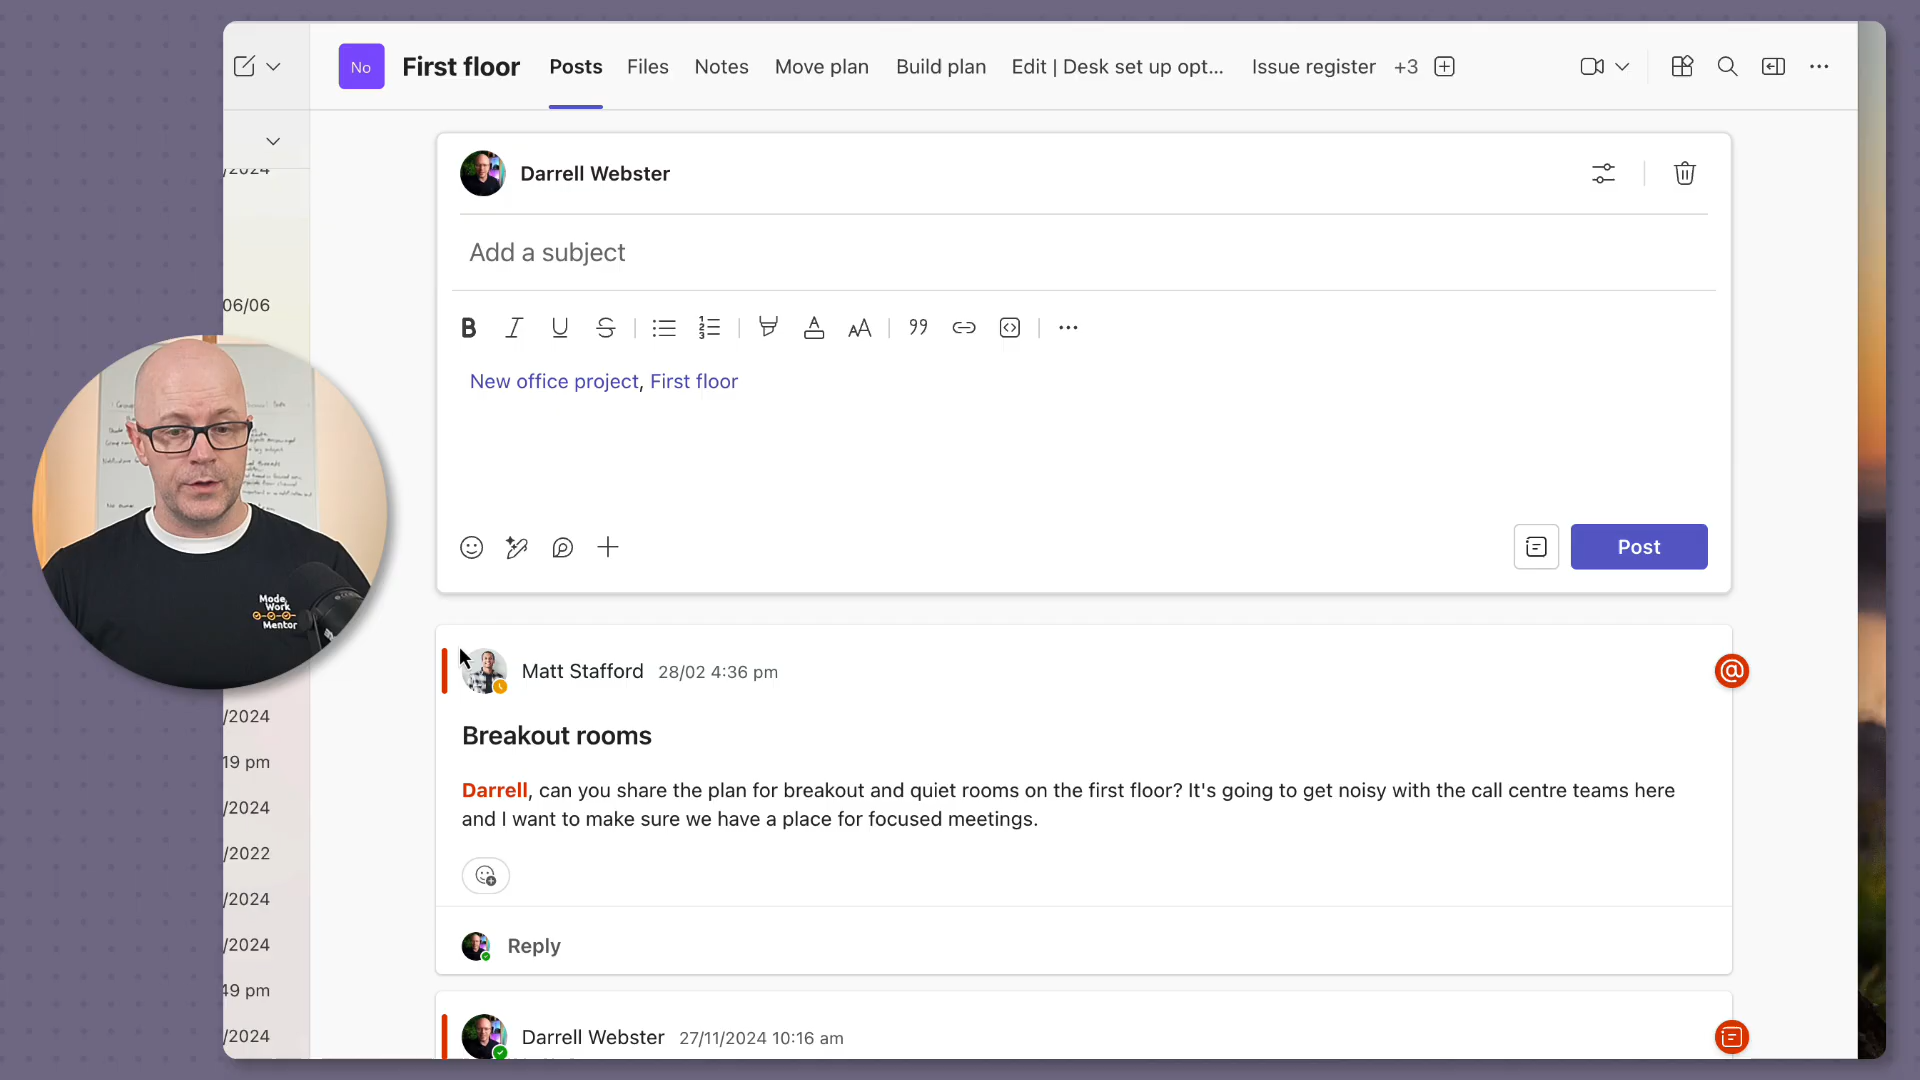 No
First floor
Posts
Files
Notes
Move plan
Build plan
Edit | Desk set up opt...
Issue register
+3
/2024
06/06
/2024
19 pm
/2024
/2022
/2024
/2024
49 pm
/2024
Darrell Webster
Add a subject
New office project, First floor
Post
Mode
Work
Mentor
Matt Stafford 28/02 4:36 pm
Breakout rooms
Darrell, can you share the plan for breakout and quiet rooms on the first floor? It's going to get noisy with the call centre teams here
and I want to make sure we have a place for focused meetings.
Reply
Darrell Webster 27/11/2024 10:16 am